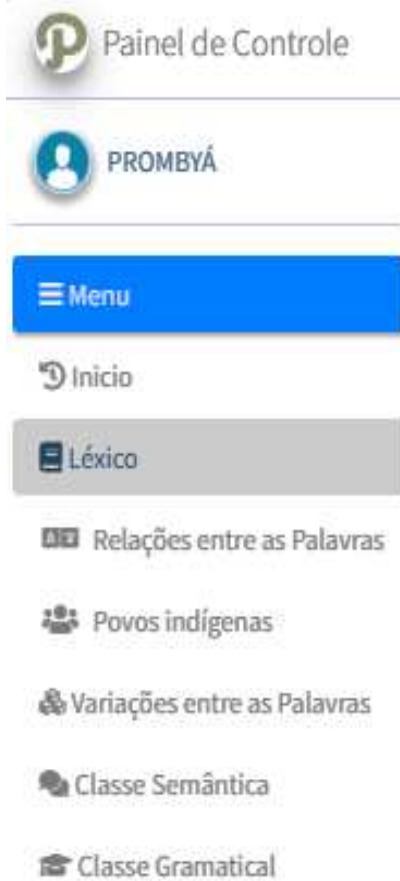 Painel de Controle
PROMBYÁ
Menu
Inicio
Léxico
Relações entre as Palavras
Povos indígenas
Variações entre as Palavras
Classe Semântica
Classe Gramatical